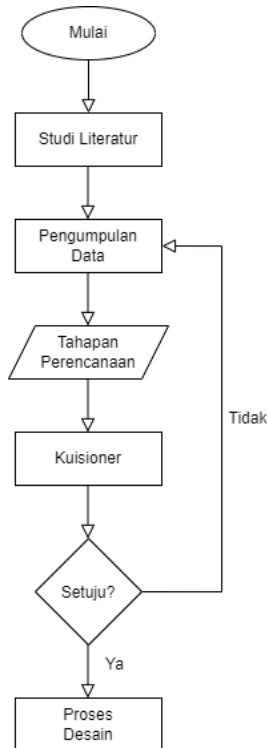 Mulai
Studi Literatur
Pengumpulan
Data
Tahapan
Perencanaan
Kuisioner
Tidak
Setuju?
Ya
Proses
Desain